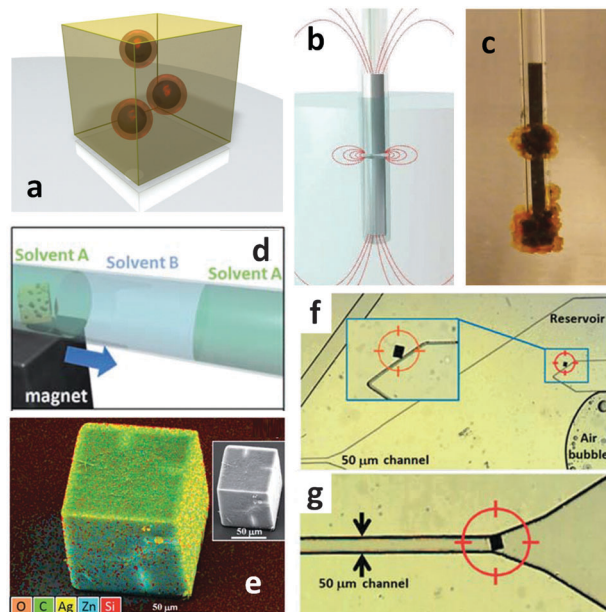 a
b
c
d
Solvent A
Solvent B
Solvent A
magnet
e
50 μm
50 μm
O C Ag Zn Si
f
Reservoir
Air
bubble
50 μm channel
g
50 μm channel